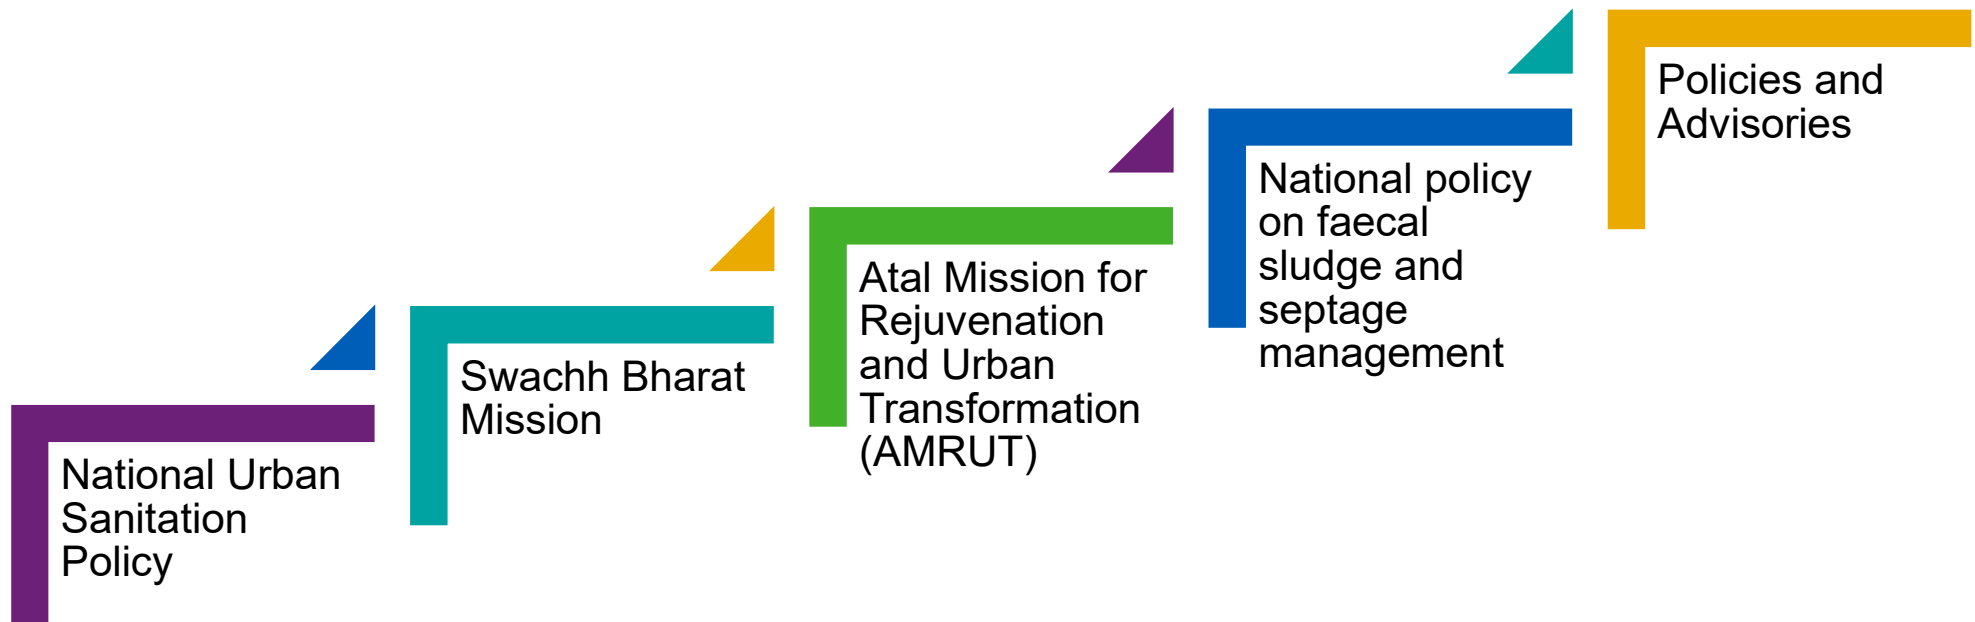 National Urban
Sanitation
Policy
Swachh Bharat
Mission
Atal Mission for
Rejuvenation
and Urban
Transformation
(AMRUT)
National policy
on faecal
sludge and
septage
management
Policies and
Advisories